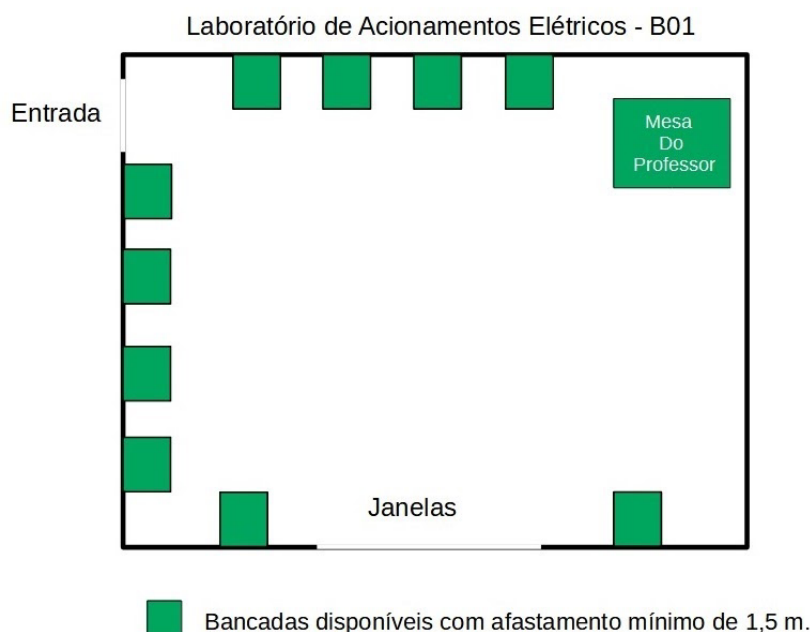 Laboratório de Acionamentos Elétricos - B01
Entrada
Mesa
Do
Professor
Janelas
Bancadas disponíveis com afastamento mínimo de 1,5 m.